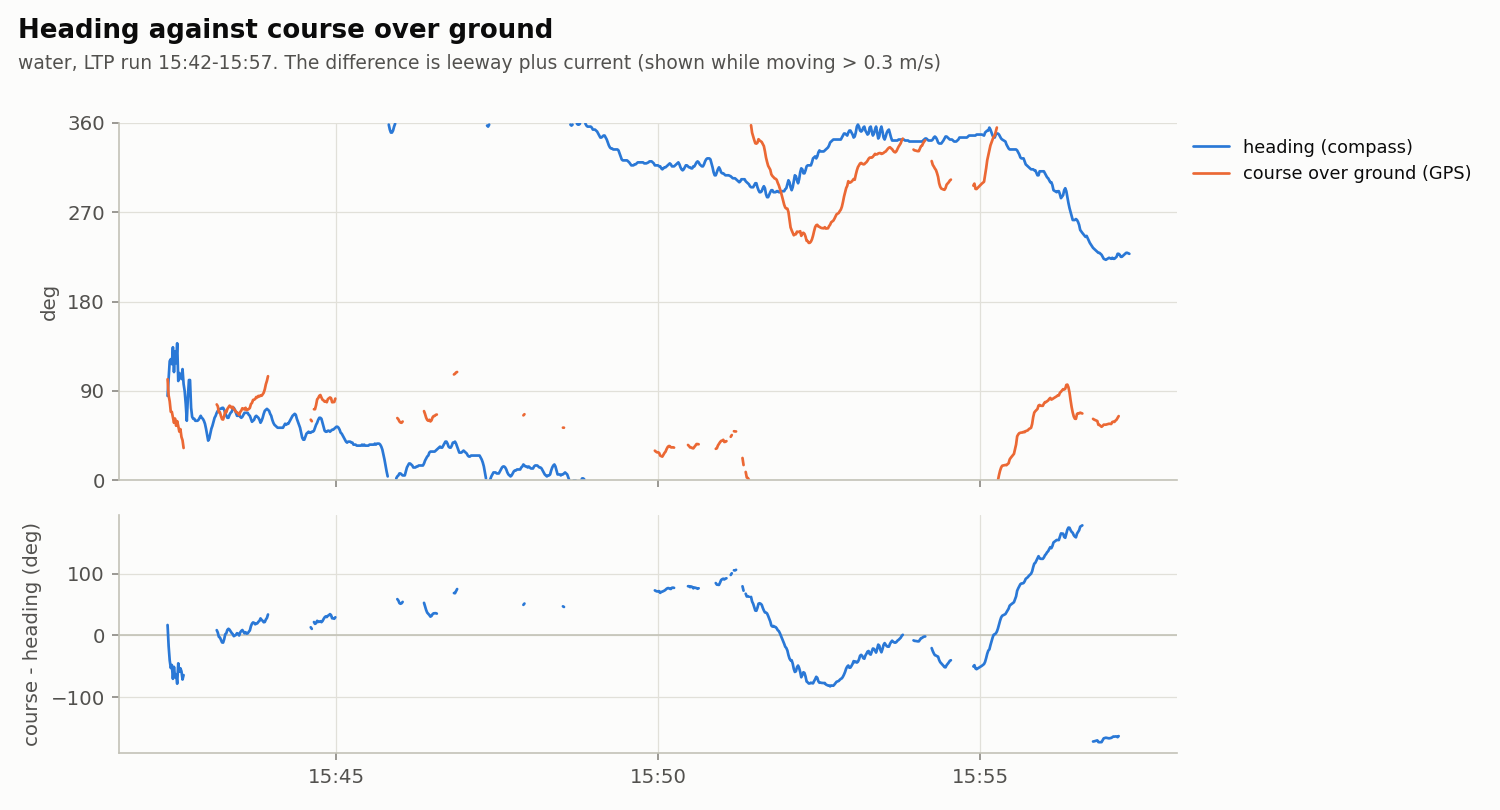 Heading against course over ground
water, LTP run 15:42-15:57. The difference is leeway plus current (shown while moving > 0.3 m/s)
360
270
180
90
0
deg
heading (compass)
course over ground (GPS)
100
0
−100
course - heading (deg)
15:45
15:50
15:55